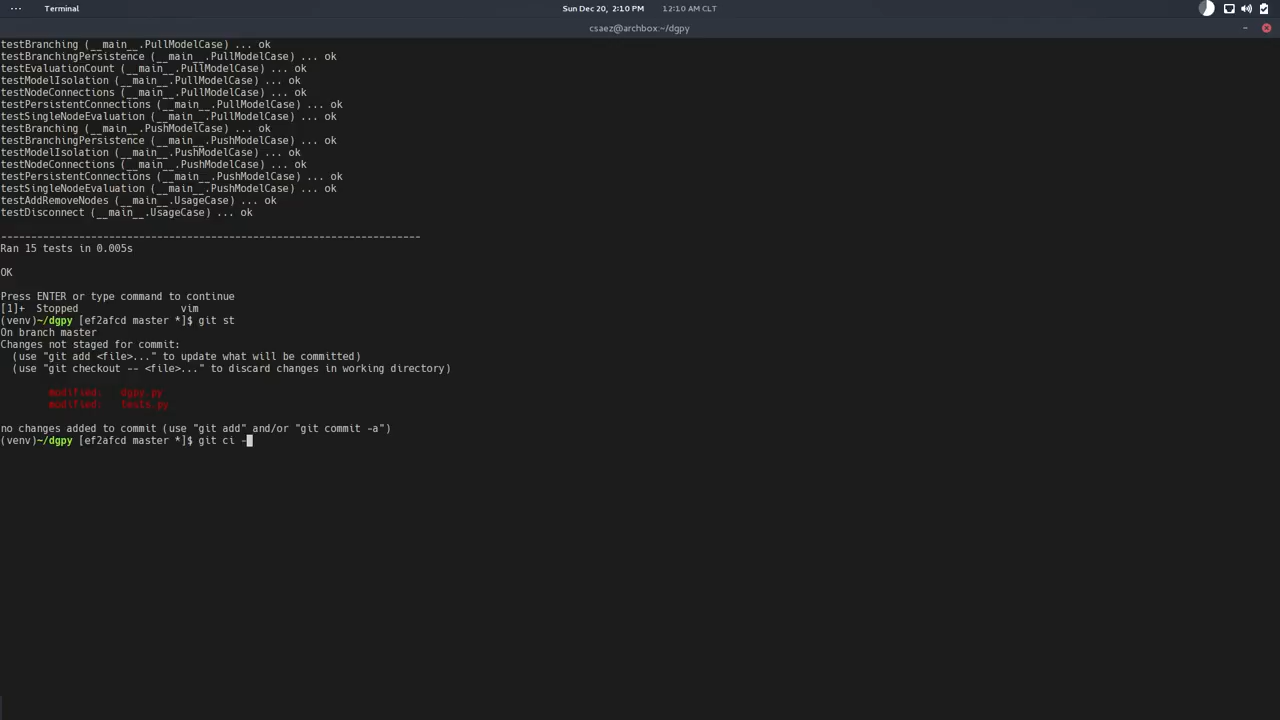 Terminal
Sun Dec 20, 2:10 PM 12:10 AM CLT
csaez@archbox:~/dgpy
testBranching (__main__.PullModelCase) ... ok
testBranchingPersistence (__main__.PullModelCase) ... ok
testEvaluationCount (__main__.PullModelCase) ... ok
testModelIsolation (__main__.PullModelCase) ... ok
testNodeConnections (__main__.PullModelCase) ... ok
testPersistentConnections (__main__.PullModelCase) ... ok
testSingleNodeEvaluation (__main__.PullModelCase) ... ok
testBranching (__main__.PushModelCase) ... ok
testBranchingPersistence (__main__.PushModelCase) ... ok
testModelIsolation (__main__.PushModelCase) ... ok
testNodeConnections (__main__.PushModelCase) ... ok
testPersistentConnections (__main__.PushModelCase) ... ok
testSingleNodeEvaluation (__main__.PushModelCase) ... ok
testAddRemoveNodes (__main__.UsageCase) ... ok
testDisconnect (__main__.UsageCase) ... ok
----------------------------------------------------------------------
Ran 15 tests in 0.005s
OK
Press ENTER or type command to continue
[1]+  Stopped                 vim
(venv)~/dgpy [ef2afcd master *]$ git st
On branch master
Changes not staged for commit:
  (use "git add <file>..." to update what will be committed)
  (use "git checkout -- <file>..." to discard changes in working directory)
        modified:   dgpy.py
        modified:   tests.py
no changes added to commit (use "git add" and/or "git commit -a")
(venv)~/dgpy [ef2afcd master *]$ git ci -